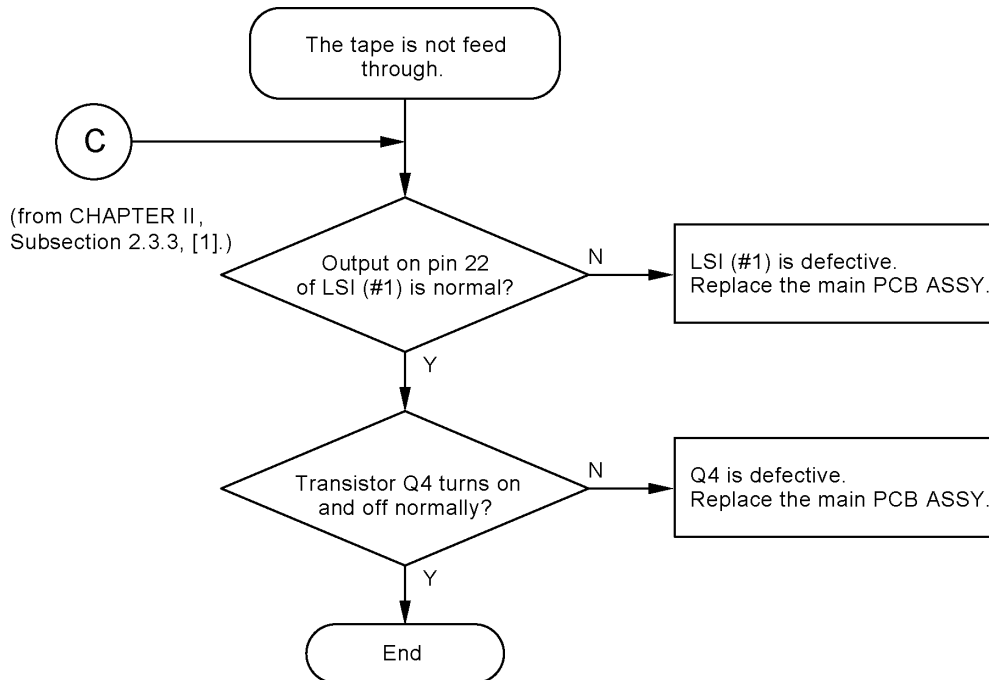 The tape is not feed
through.
C
(from CHAPTER II,
Subsection 2.3.3, [1].)
Output on pin 22
of LSI (#1) is normal?
N
LSI (#1) is defective.
Replace the main PCB ASSY.
Y
Transistor Q4 turns on
and off normally?
N
Q4 is defective.
Replace the main PCB ASSY.
Y
End